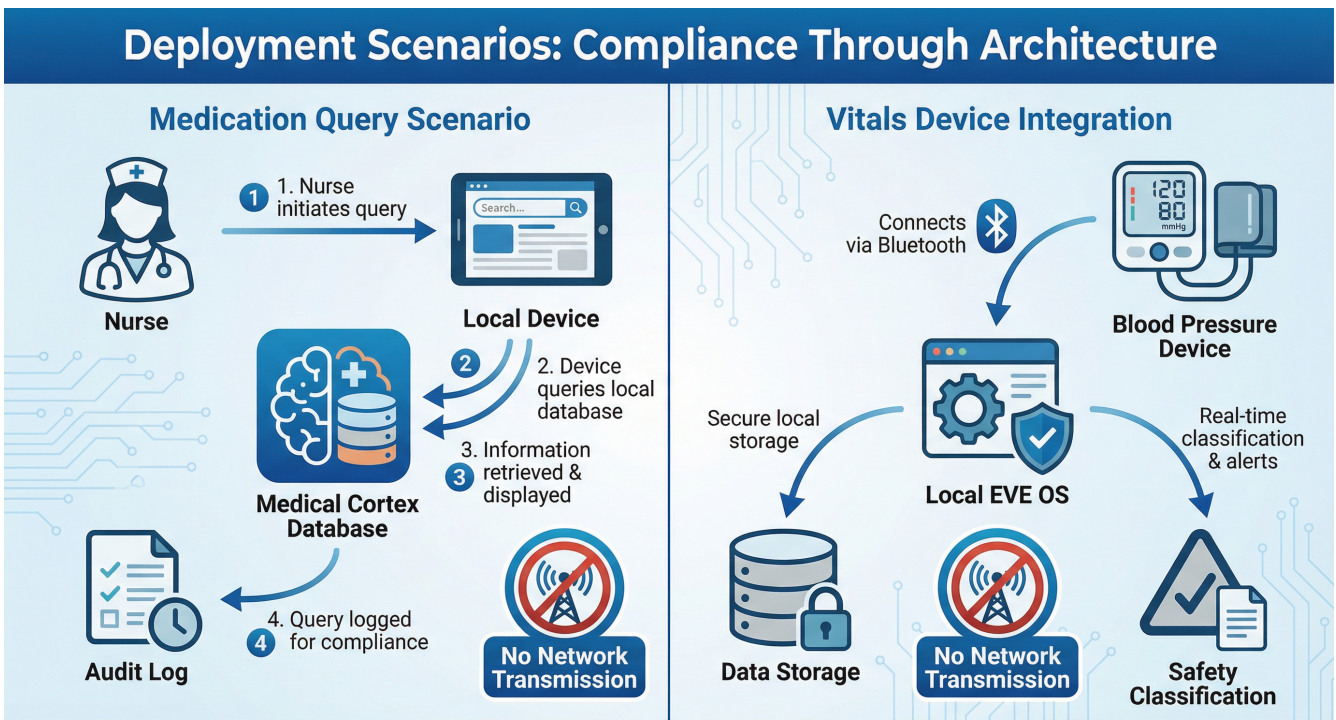 Deployment Scenarios: Compliance Through Architecture
Medication Query Scenario
1
1. Nurse
initiates query
Search...
Nurse
Local Device
2
2. Device
queries local
database
3. Information
3
retrieved &
displayed
Medical Cortex
Database
4. Query logged
4
for compliance
Audit Log
No Network
Transmission
Vitals Device Integration
Connects
via Bluetooth
120
80
mmHg
Blood Pressure
Device
Secure local
storage
Real-time
classification
& alerts
Local EVE OS
Data Storage
No Network
Transmission
Safety
Classification